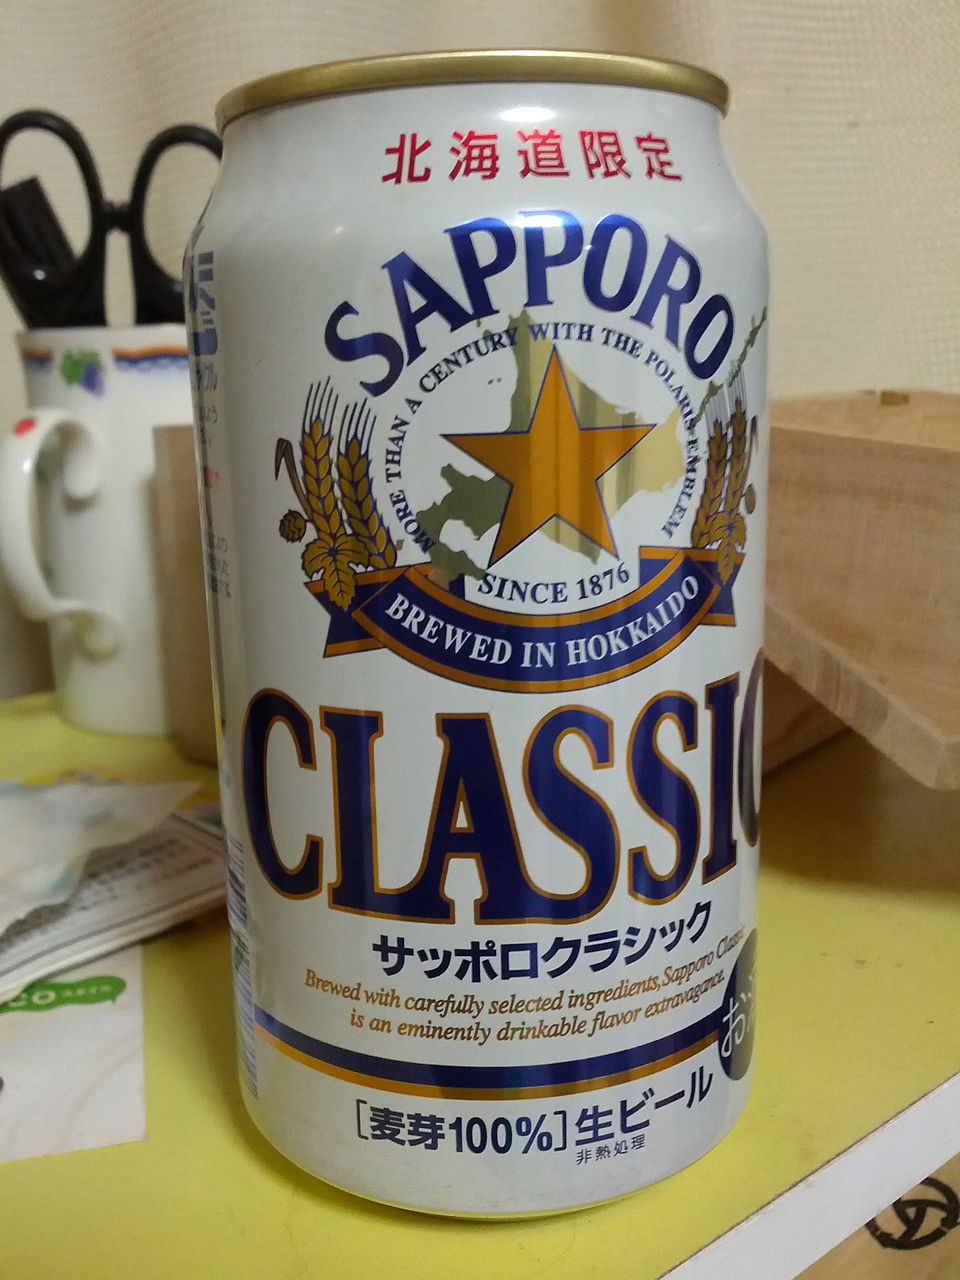 北海道限定
SAPPORO
MORE THAN A CENTURY WITH THE POLARIS EMBLEM
SINCE 1876
BREWED IN HOKKAIDO
CLASSIC
サッポロクラシック
Brewed with carefully selected ingredients, Sapporo Classic
is an eminently drinkable flavor extravagance.
お
[麦芽100%]生ビール
非熱処理